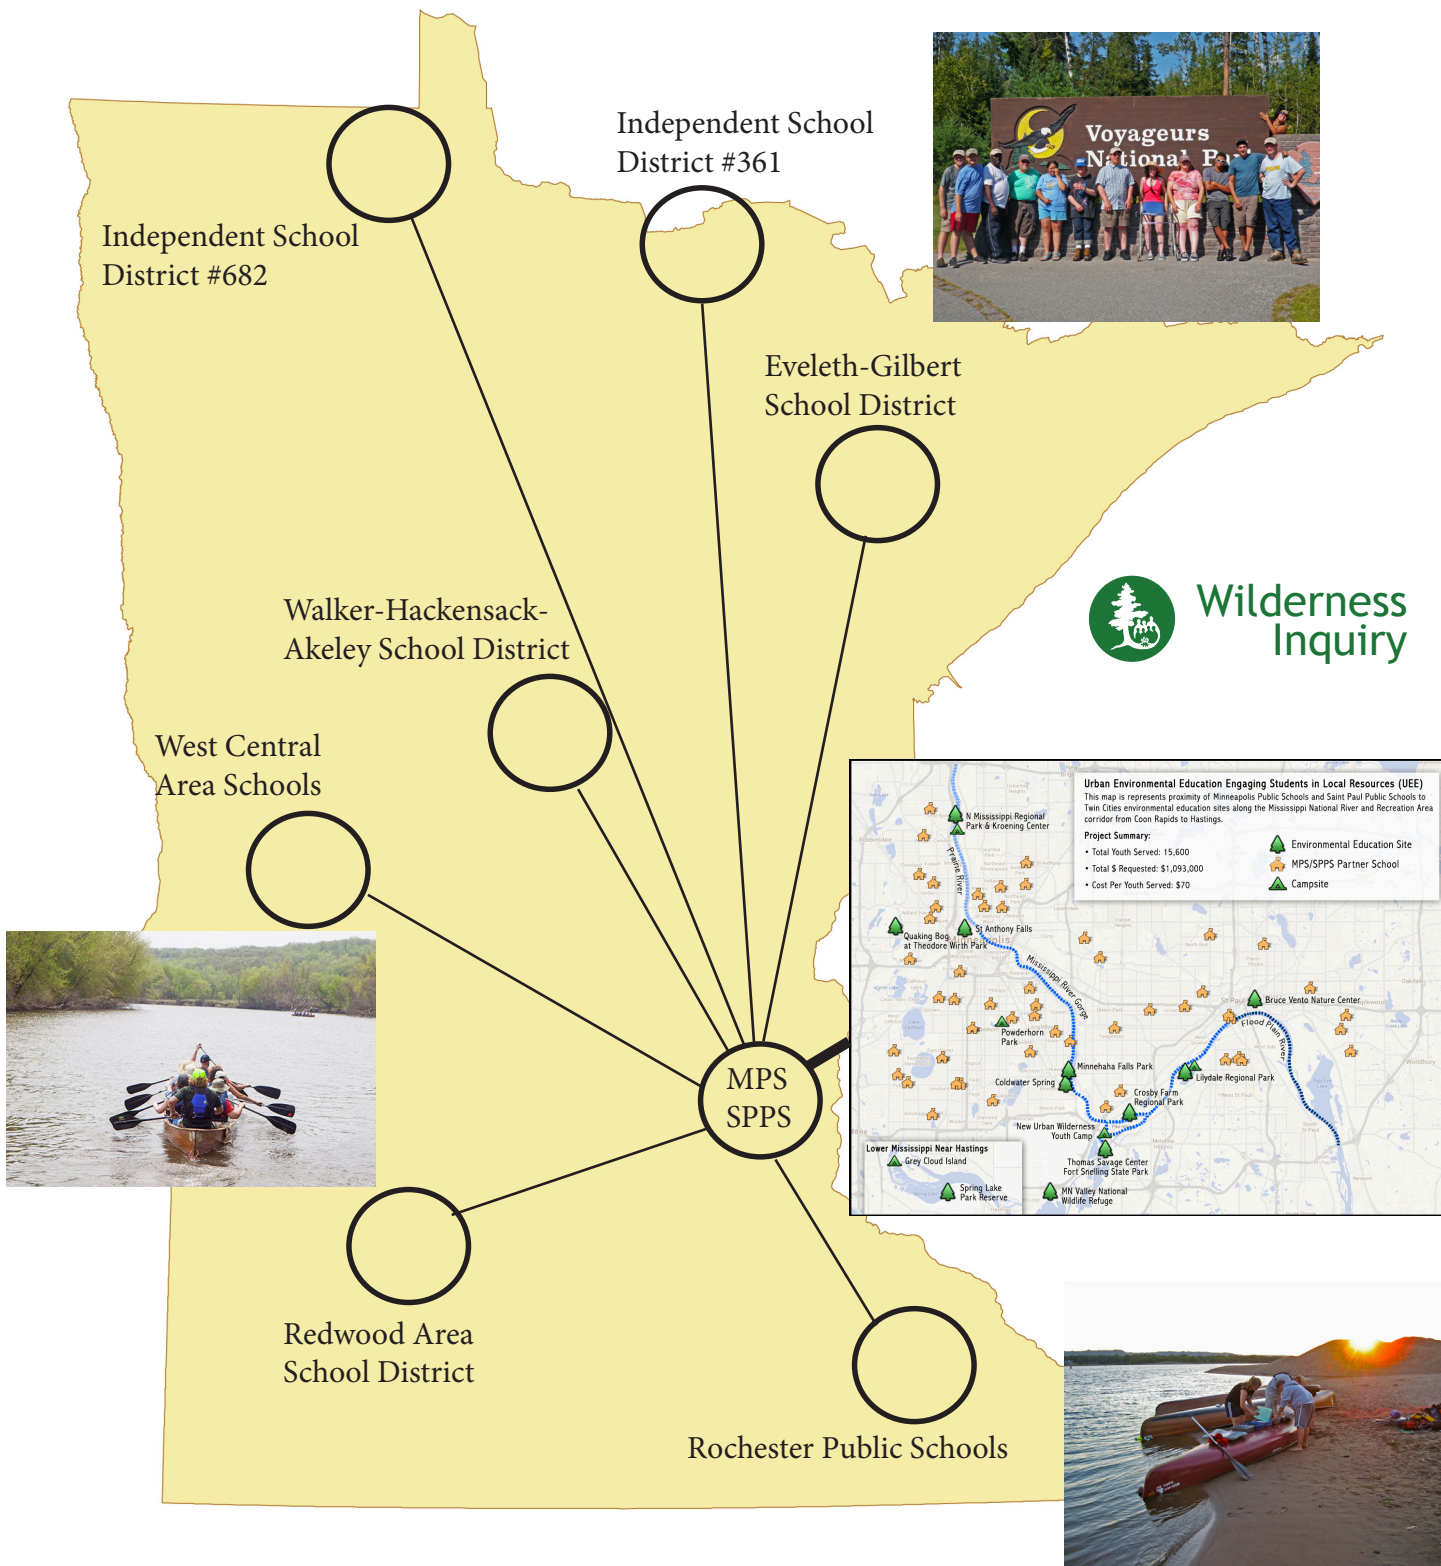 Independent School
District #361
Voyageurs
National Park
Independent School
District #682
Eveleth-Gilbert
School District
Wilderness
Inquiry
Walker-Hackensack-
Akeley School District
West Central
Area Schools
MPS
SPPS
Redwood Area
School District
Rochester Public Schools
Urban Environmental Education Engaging Students in Local Resources (UEE)
This map is represents proximity of Minneapolis Public Schools and Saint Paul Public Schools to
Twin Cities environmental education sites along the Mississippi National River and Recreation Area
corridor from Coon Rapids to Hastings.
Project Summary:
• Total Youth Served: 15,600
• Total $ Requested: $1,093,000
• Cost Per Youth Served: $70
Environmental Education Site
MPS/SPPS Partner School
Campsite
N Mississippi Regional
Park & Kroening Center
Prairie River
Quaking Bog
at Theodore Wirth Park
St Anthony Falls
Minneapolis
Mississippi River Gorge
Powderhorn
Park
St Paul
Bruce Vento Nature Center
Flood Plain River
Minnehaha Falls Park
Coldwater Spring
Lilydale Regional Park
Crosby Farm
Regional Park
New Urban Wilderness
Youth Camp
Thomas Savage Center
Fort Snelling State Park
MN Valley National
Wildlife Refuge
Lower Mississippi Near Hastings
Grey Cloud Island
Spring Lake
Park Reserve